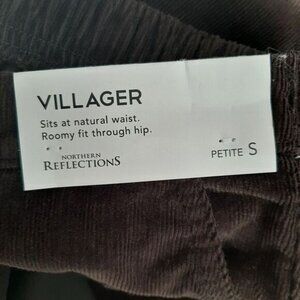 VILLAGER
Sits at natural waist.
Roomy fit through hip.
NORTHERN
REFLECTIONS
PETITE S